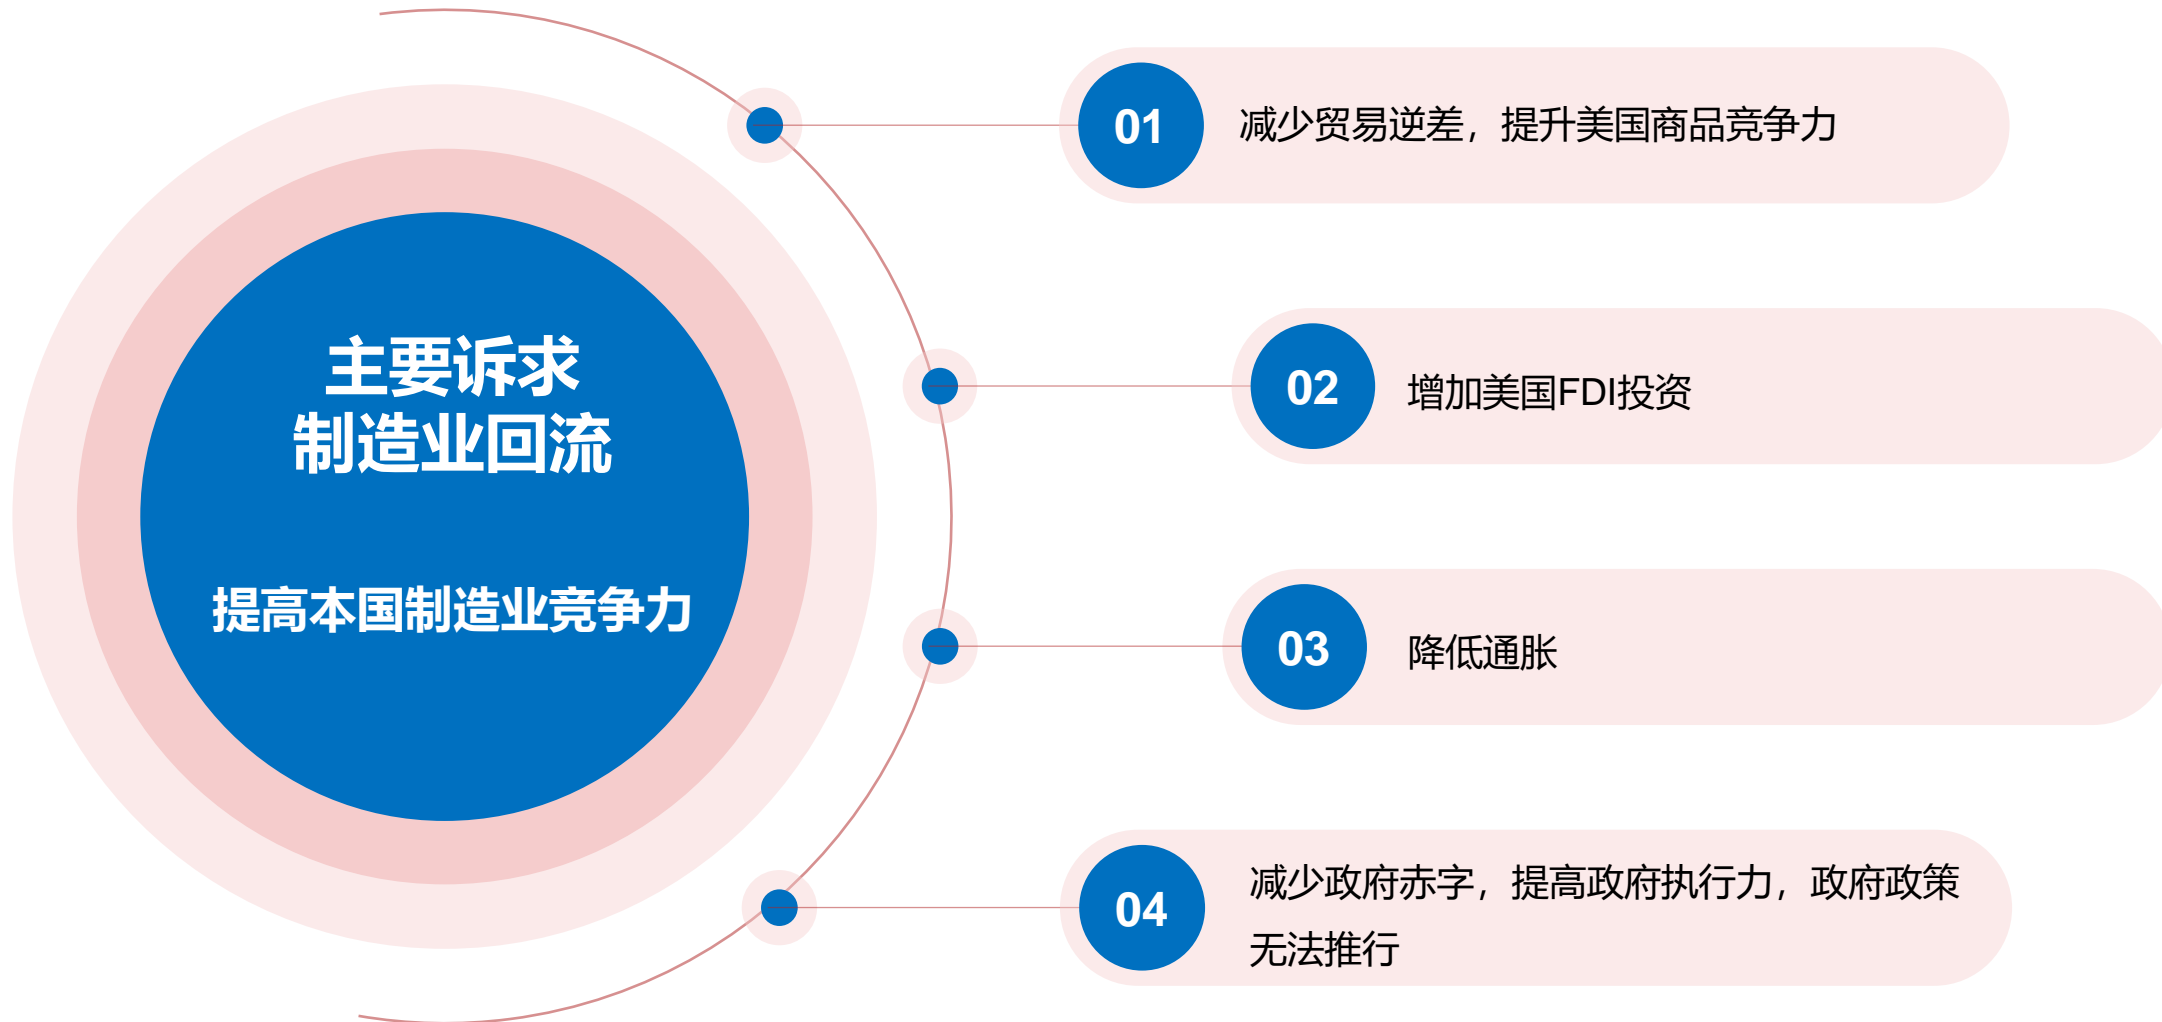 主要诉求
制造业回流
提高本国制造业竞争力
01
减少贸易逆差，提升美国商品竞争力
02
增加美国FDI投资
03
降低通胀
04
减少政府赤字，提高政府执行力，政府政策
无法推行